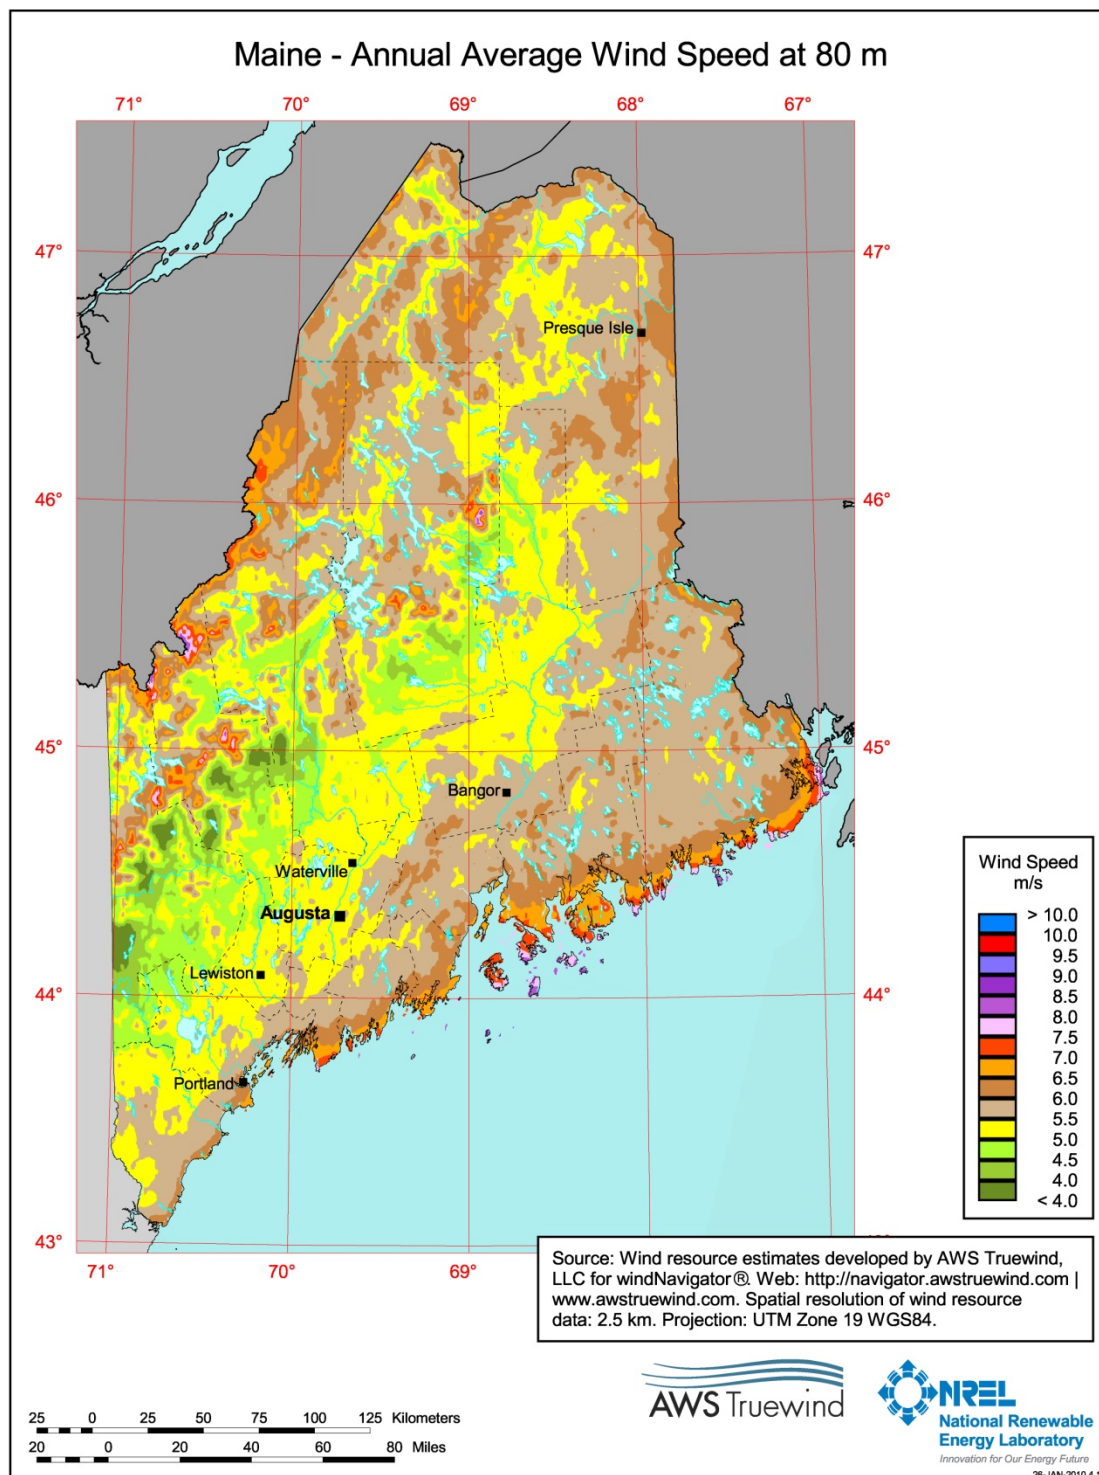 Maine - Annual Average Wind Speed at 80 m
71°
70°
69°
68°
67°
47°
47°
Presque Isle
46°
46°
45°
45°
Bangor
Waterville
Augusta
Lewiston
44°
44°
Portland
43°
71°
70°
69°
Wind Speed
m/s
> 10.0
10.0
9.5
9.0
8.5
8.0
7.5
7.0
6.5
6.0
5.5
5.0
4.5
4.0
< 4.0
Source: Wind resource estimates developed by AWS Truewind,
LLC for windNavigator®. Web: http://navigator.awstruewind.com |
www.awstruewind.com. Spatial resolution of wind resource
data: 2.5 km. Projection: UTM Zone 19 WGS84.
AWS Truewind
NREL
National Renewable
Energy Laboratory
Innovation for Our Energy Future
25 0 25 50 75 100 125 Kilometers
20 0 20 40 60 80 Miles